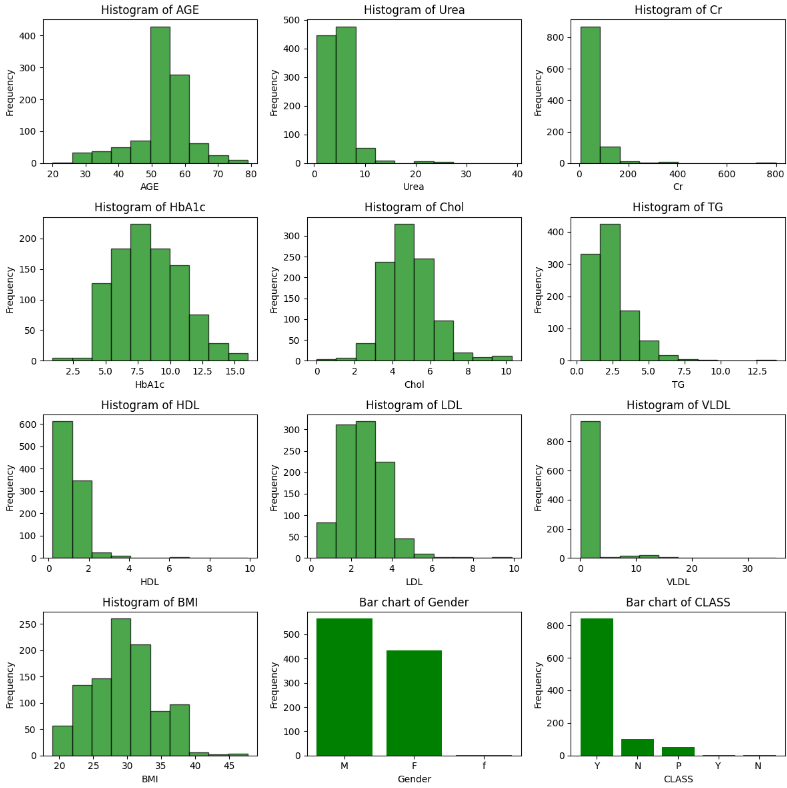 Histogram of AGE
Frequency
400
300
200
100
0
20 30 40 50 60 70 80
AGE
Histogram of Urea
Frequency
500
400
300
200
100
0
0 10 20 30 40
Urea
Histogram of Cr
Frequency
800
600
400
200
0
0 200 400 600 800
Cr
Histogram of HbA1c
Frequency
200
150
100
50
0
2.5 5.0 7.5 10.0 12.5 15.0
HbA1c
Histogram of Chol
Frequency
300
250
200
150
100
50
0
0 2 4 6 8 10
Chol
Histogram of TG
Frequency
400
300
200
100
0
0.0 2.5 5.0 7.5 10.0 12.5
TG
Histogram of HDL
Frequency
600
500
400
300
200
100
0
0 2 4 6 8 10
HDL
Histogram of LDL
Frequency
300
250
200
150
100
50
0
0 2 4 6 8 10
LDL
Histogram of VLDL
Frequency
800
600
400
200
0
0 10 20 30
VLDL
Histogram of BMI
Frequency
250
200
150
100
50
0
20 25 30 35 40 45
BMI
Bar chart of Gender
Frequency
500
400
300
200
100
0
M F f
Gender
Bar chart of CLASS
Frequency
800
600
400
200
0
Y N P Y N
CLASS